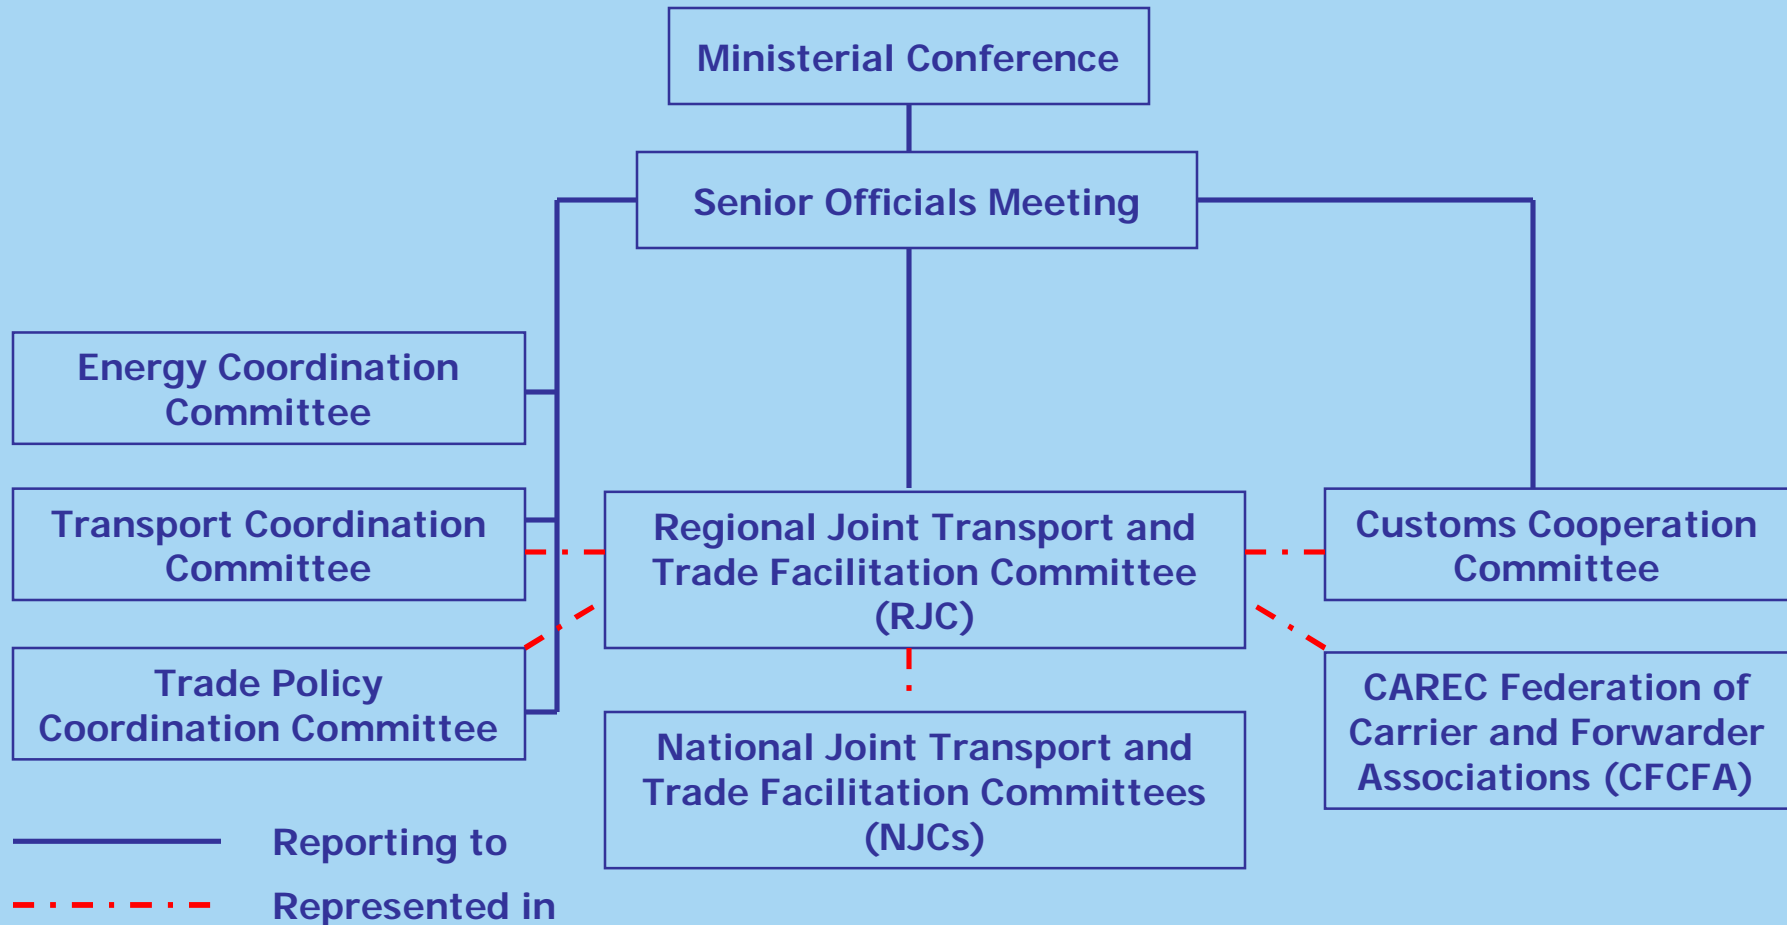 Ministerial Conference
Senior Officials Meeting
Energy Coordination
Committee
Transport Coordination
Committee
Regional Joint Transport and
Trade Facilitation Committee
(RJC)
Customs Cooperation
Committee
Trade Policy
Coordination Committee
National Joint Transport and
Trade Facilitation Committees
(NJCs)
CAREC Federation of
Carrier and Forwarder
Associations (CFCFA)
Reporting to
Represented in